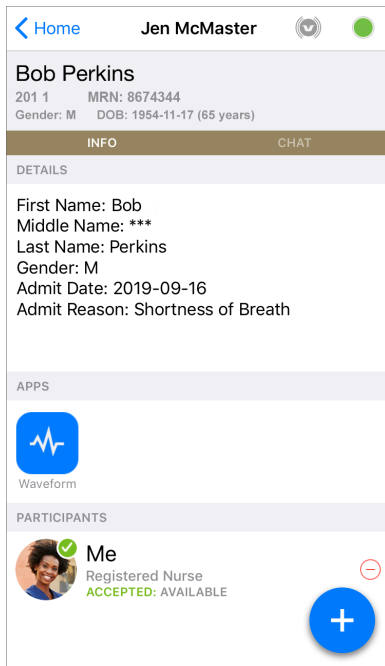 Home Jen McMaster
Bob Perkins
201 1 MRN: 8674344
Gender: M DOB: 1954-11-17 (65 years)
INFO CHAT
DETAILS
First Name: Bob
Middle Name: ***
Last Name: Perkins
Gender: M
Admit Date: 2019-09-16
Admit Reason: Shortness of Breath
APPS
Waveform
PARTICIPANTS
Me
Registered Nurse
ACCEPTED: AVAILABLE